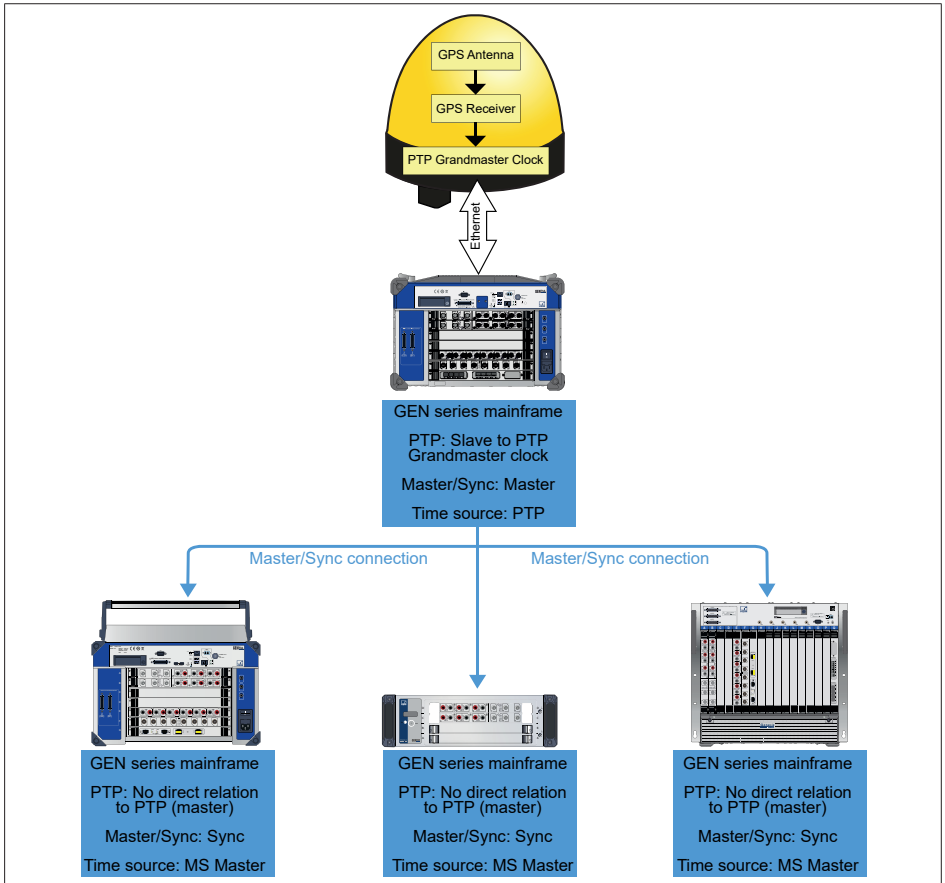 GPS Antenna
GPS Receiver
PTP Grandmaster Clock
Ethernet
GEN series mainframe
PTP: Slave to PTP
Grandmaster clock
Master/Sync: Master
Time source: PTP
Master/Sync connection
Master/Sync connection
GEN series mainframe
PTP: No direct relation
to PTP (master)
Master/Sync: Sync
Time source: MS Master
GEN series mainframe
PTP: No direct relation
to PTP (master)
Master/Sync: Sync
Time source: MS Master
GEN series mainframe
PTP: No direct relation
to PTP (master)
Master/Sync: Sync
Time source: MS Master